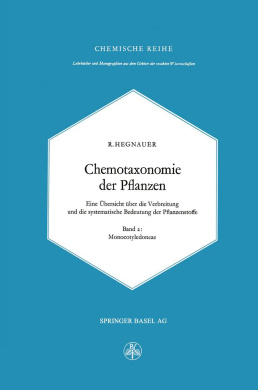 CHEMISCHE REIHE
Lehrbücher und Monographien aus dem Gebiete der exakten Wissenschaften
R. HEGNAUER
Chemotaxonomie
der Pflanzen
Eine Übersicht über die Verbreitung
und die systematische Bedeutung der Pflanzenstoffe
Band 2:
Monocotyledoneae
SPRINGER BASEL AG